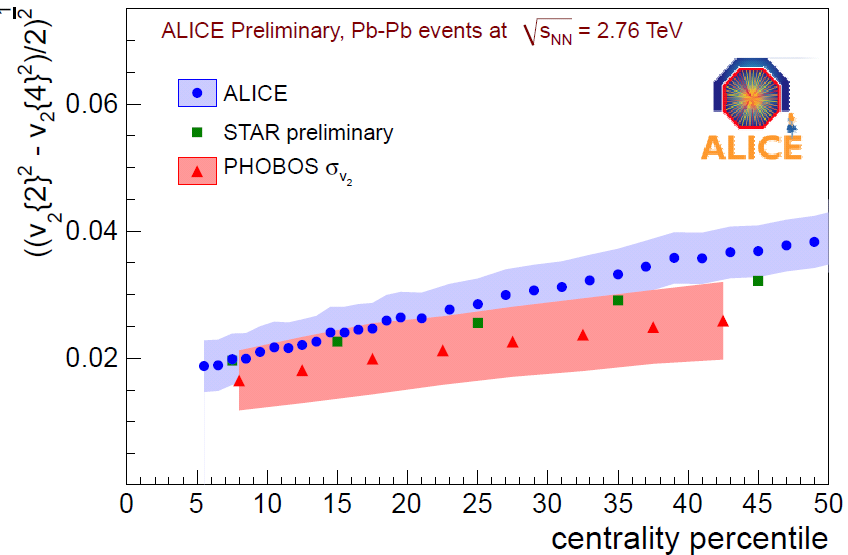 ALICE Preliminary, Pb-Pb events at √s_NN = 2.76 TeV
ALICE
STAR preliminary
PHOBOS σ_v₂
ALICE
((v₂{2}² - v₂{4}²)/2)^½
0.06
0.04
0.02
0 5 10 15 20 25 30 35 40 45 50
centrality percentile